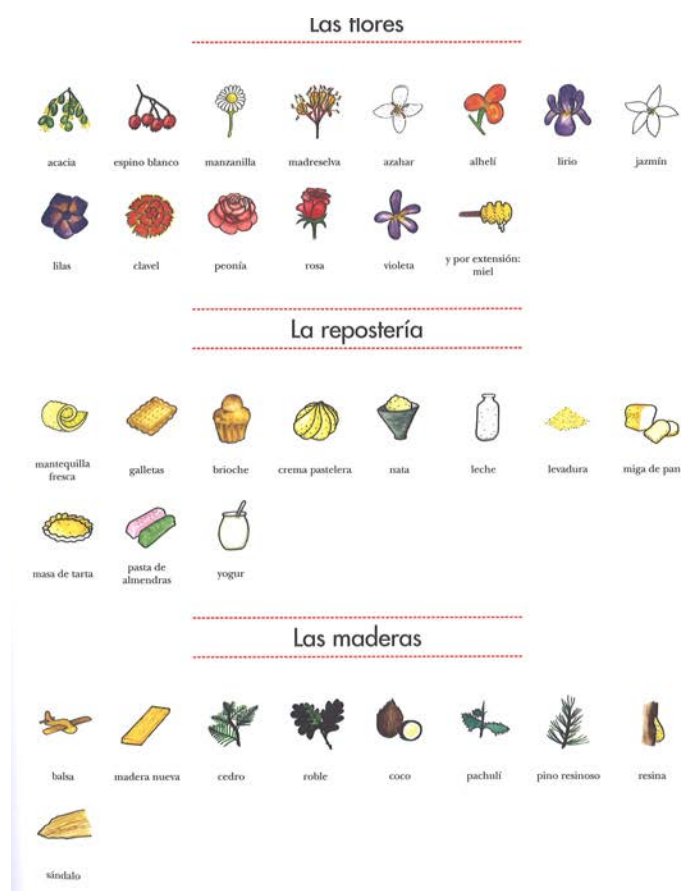 Las flores
acacia
espino blanco
manzanilla
madreselva
azahar
alhelí
lirio
jazmín
lilas
clavel
peonía
rosa
violeta
y por extensión:
miel
La repostería
mantequilla
fresca
galletas
brioche
crema pastelera
nata
leche
levadura
miga de pan
masa de tarta
pasta de
almendras
yogur
Las maderas
balsa
madera nueva
cedro
roble
coco
pachulí
pino resinoso
resina
sándalo